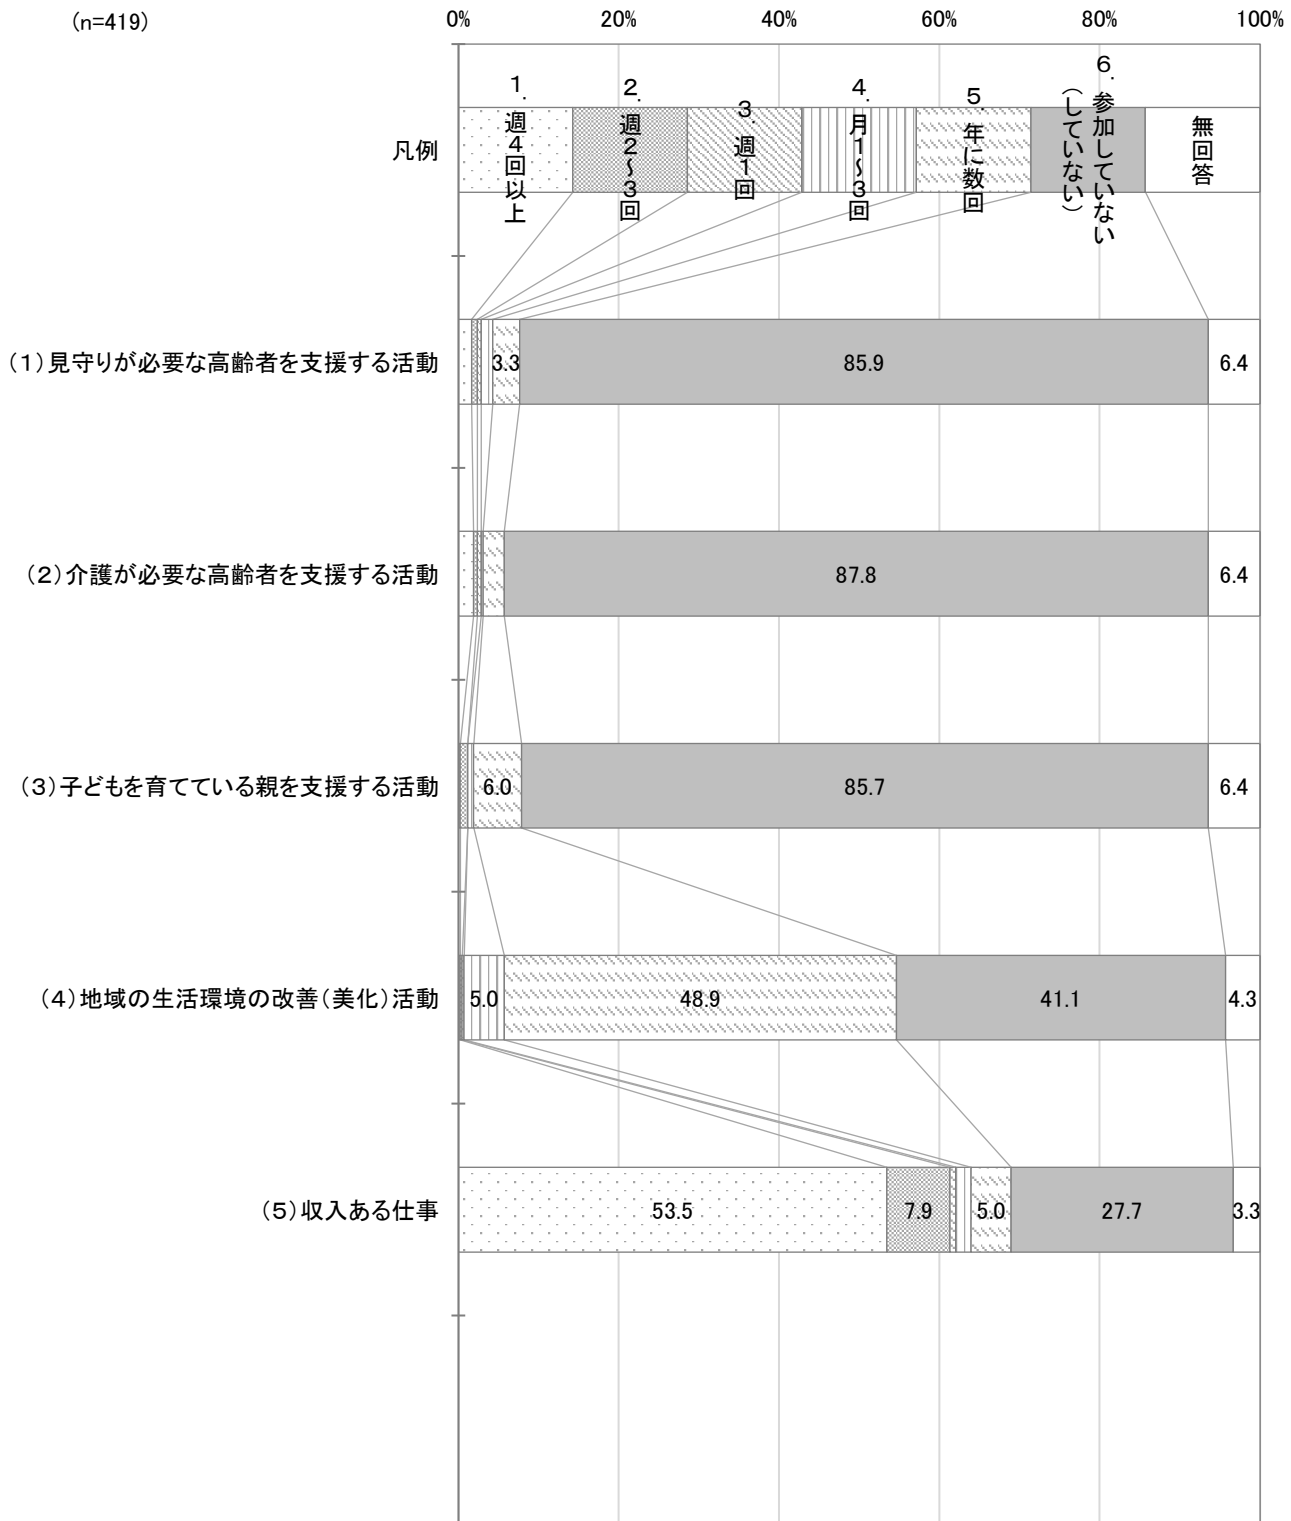 (n=419)
0% 20% 40% 60% 80% 100%
凡例
1．週4回以上
2．週2～3回
3．週1回
4．月1～3回
5．年に数回
6．参加していない
（していない）
無回答
（1）見守りが必要な高齢者を支援する活動
3.3 85.9 6.4
（2）介護が必要な高齢者を支援する活動
87.8 6.4
（3）子どもを育てている親を支援する活動
6.0 85.7 6.4
（4）地域の生活環境の改善（美化）活動
5.0 48.9 41.1 4.3
（5）収入ある仕事
53.5 7.9 5.0 27.7 3.3